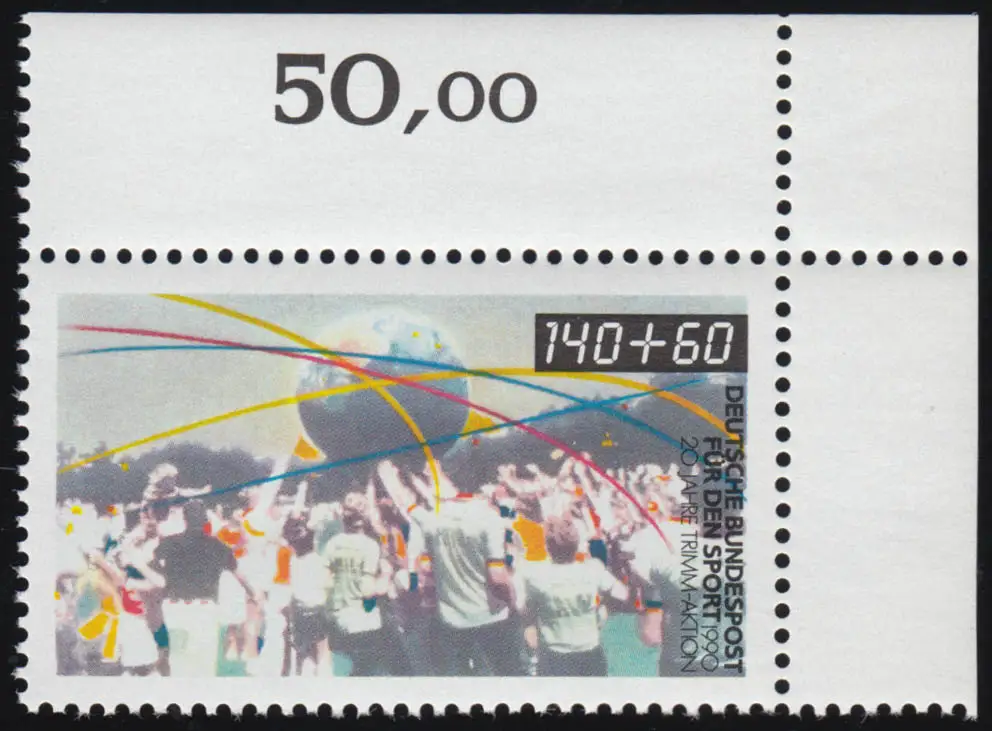 50,00
140+60
DEUTSCHE BUNDESPOST
FÜR DEN SPORT 1990
20 JAHRE TRIMM-AKTION